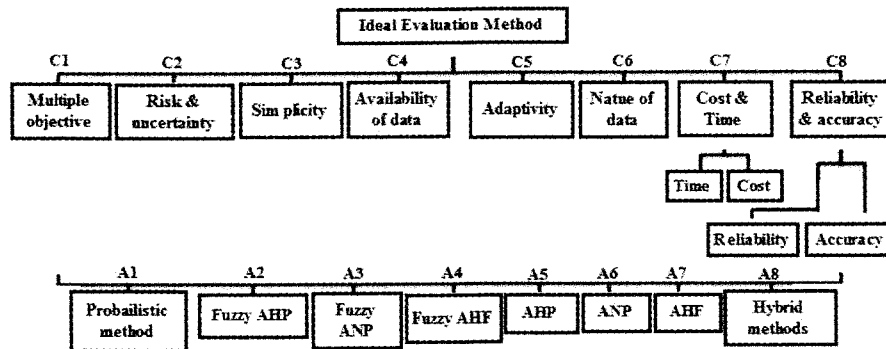 Ideal Evaluation Method
C1 C2 C3 C4 C5 C6 C7 C8
Multiple objective
Risk & uncertainty
Sim plicity
Availability of data
Adaptivity
Natue of data
Cost & Time
Reliability & accuracy
Time Cost
Reliability Accuracy
A1 A2 A3 A4 A5 A6 A7 A8
Probailistic method
Fuzzy AHP
Fuzzy ANP
Fuzzy AHF
AHP
ANP
AHF
Hybrid methods